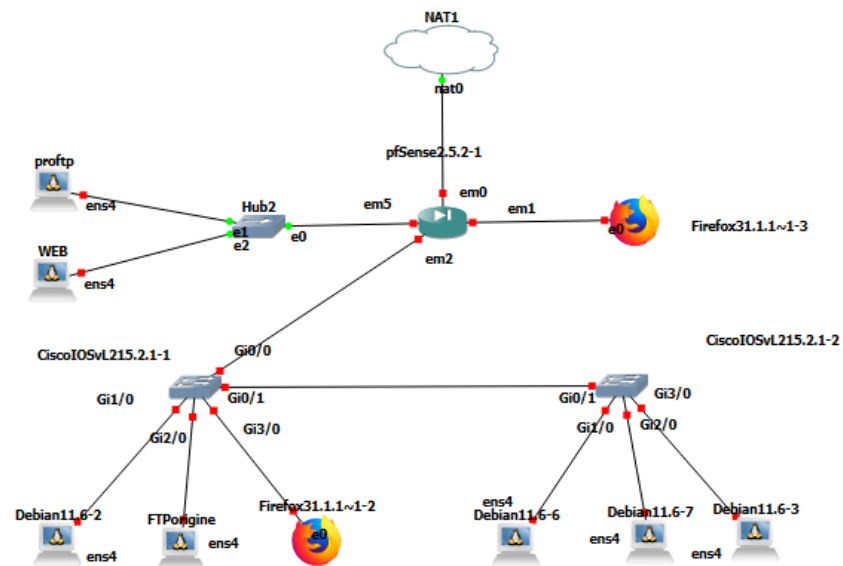 NAT1
nat0
pfSense2.5.2-1
proftp
em0
Hub2
em5
em1
ens4
e1
e0
e0
Firefox31.1.1~1-3
e2
WEB
em2
ens4
CiscoIOSvL215.2.1-1
Gi0/0
CiscoIOSvL215.2.1-2
Gi1/0
Gi0/1
Gi0/1
Gi3/0
Gi2/0
Gi3/0
Gi1/0
Gi2/0
Debian11.6-2
FTPorigine
Firefox31.1.1~1-2
ens4
Debian11.6-6
Debian11.6-7
Debian11.6-3
ens4
ens4
e0
ens4
ens4